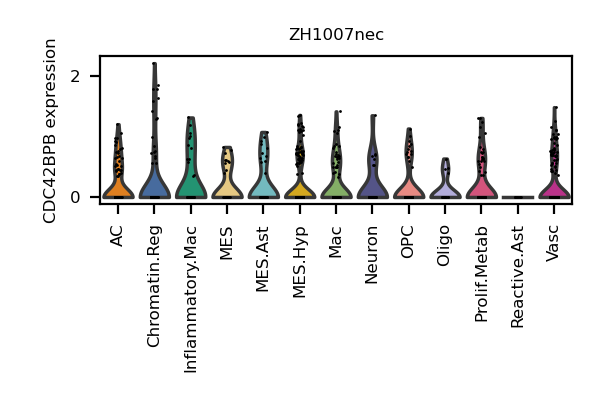 ZH1007nec
CDC42BPB expression
2
0
AC
Chromatin.Reg
Inflammatory.Mac
MES
MES.Ast
MES.Hyp
Mac
Neuron
OPC
Oligo
Prolif.Metab
Reactive.Ast
Vasc